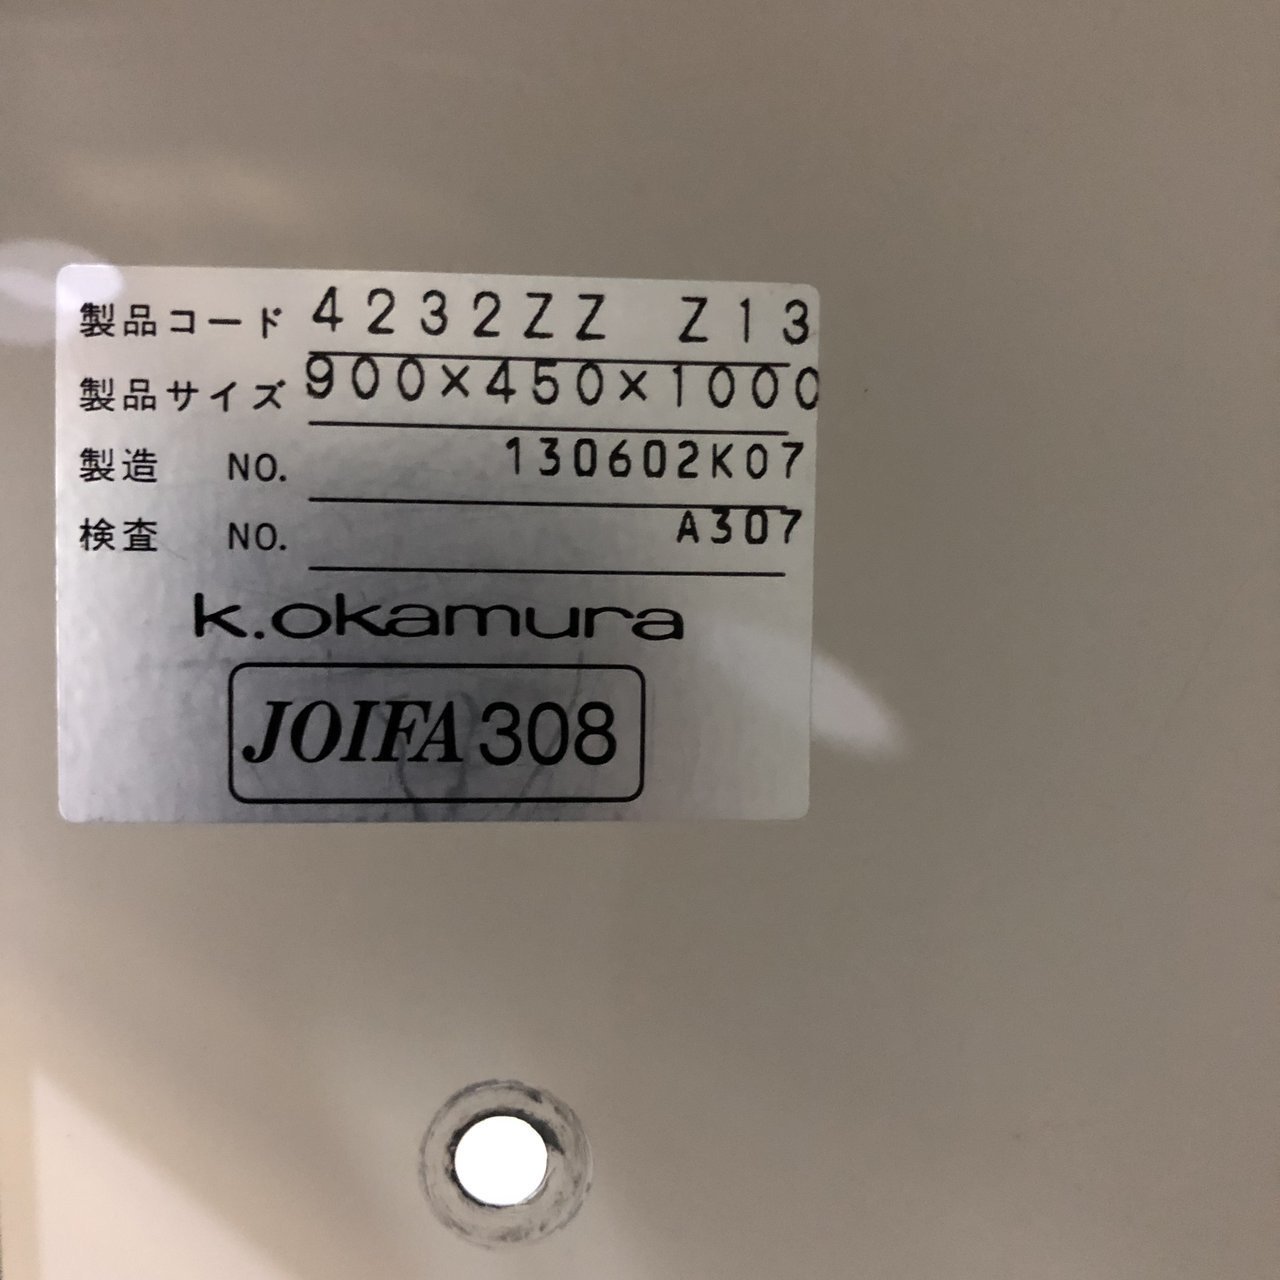 製品コード 4232ZZ Z13
製品サイズ 900×450×1000
製造 NO. 130602K07
検査 NO. A307
k.okamura
JOIFA 308